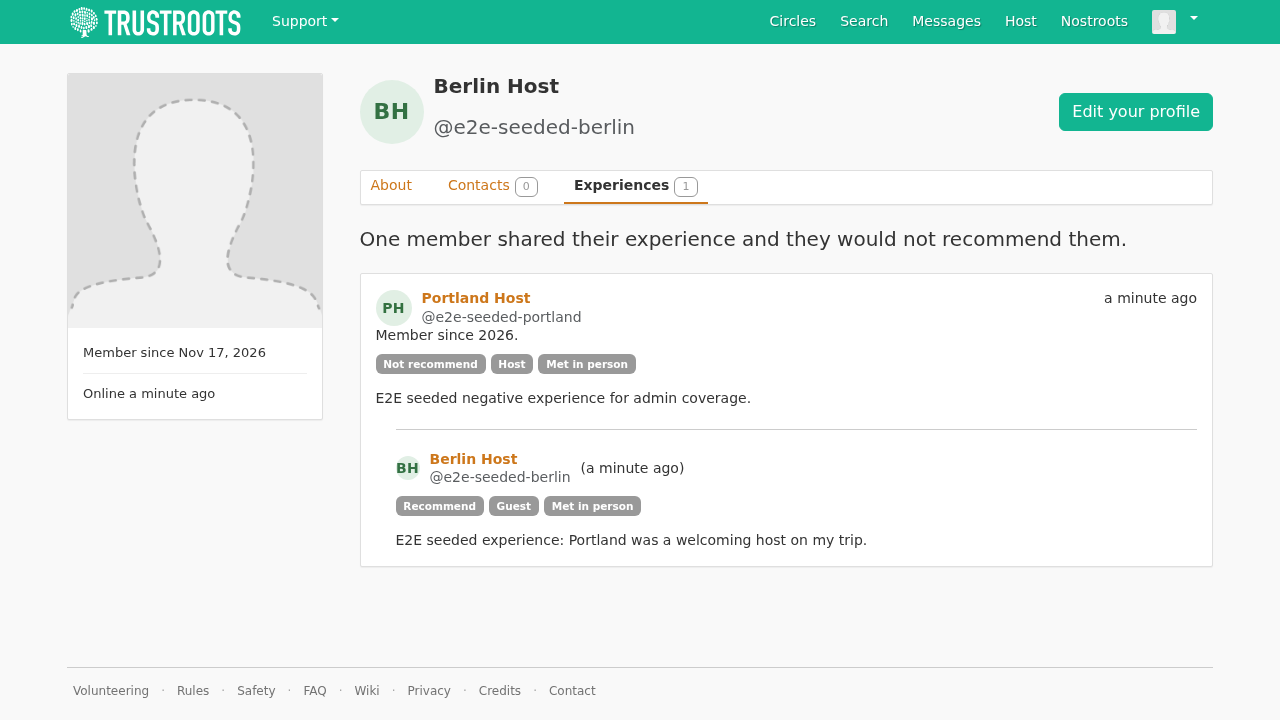 TRUSTROOTS Support Circles Search Messages Host Nostroots
BH Berlin Host
@e2e-seeded-berlin
Edit your profile
About Contacts 0 Experiences 1
One member shared their experience and they would not recommend them.
PH Portland Host a minute ago
@e2e-seeded-portland
Member since 2026.
Not recommend Host Met in person
E2E seeded negative experience for admin coverage.
BH Berlin Host
@e2e-seeded-berlin (a minute ago)
Recommend Guest Met in person
E2E seeded experience: Portland was a welcoming host on my trip.
Member since Nov 17, 2026
Online a minute ago
Volunteering · Rules · Safety · FAQ · Wiki · Privacy · Credits · Contact